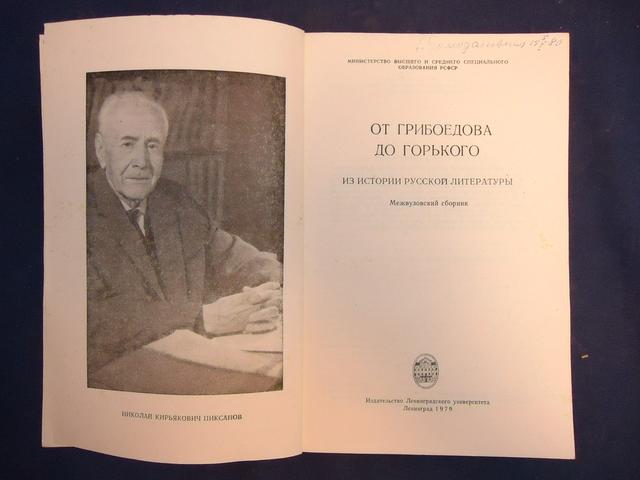 НИКОЛАЙ КИРЬЯКОВИЧ ПИКСАНОВ
МИНИСТЕРСТВО ВЫСШЕГО И СРЕДНЕГО СПЕЦИАЛЬНОГО
ОБРАЗОВАНИЯ РСФСР
ОТ ГРИБОЕДОВА
ДО ГОРЬКОГО
ИЗ ИСТОРИИ РУССКОЙ ЛИТЕРАТУРЫ
Межвузовский сборник
Издательство Ленинградского университета
Ленинград 1979